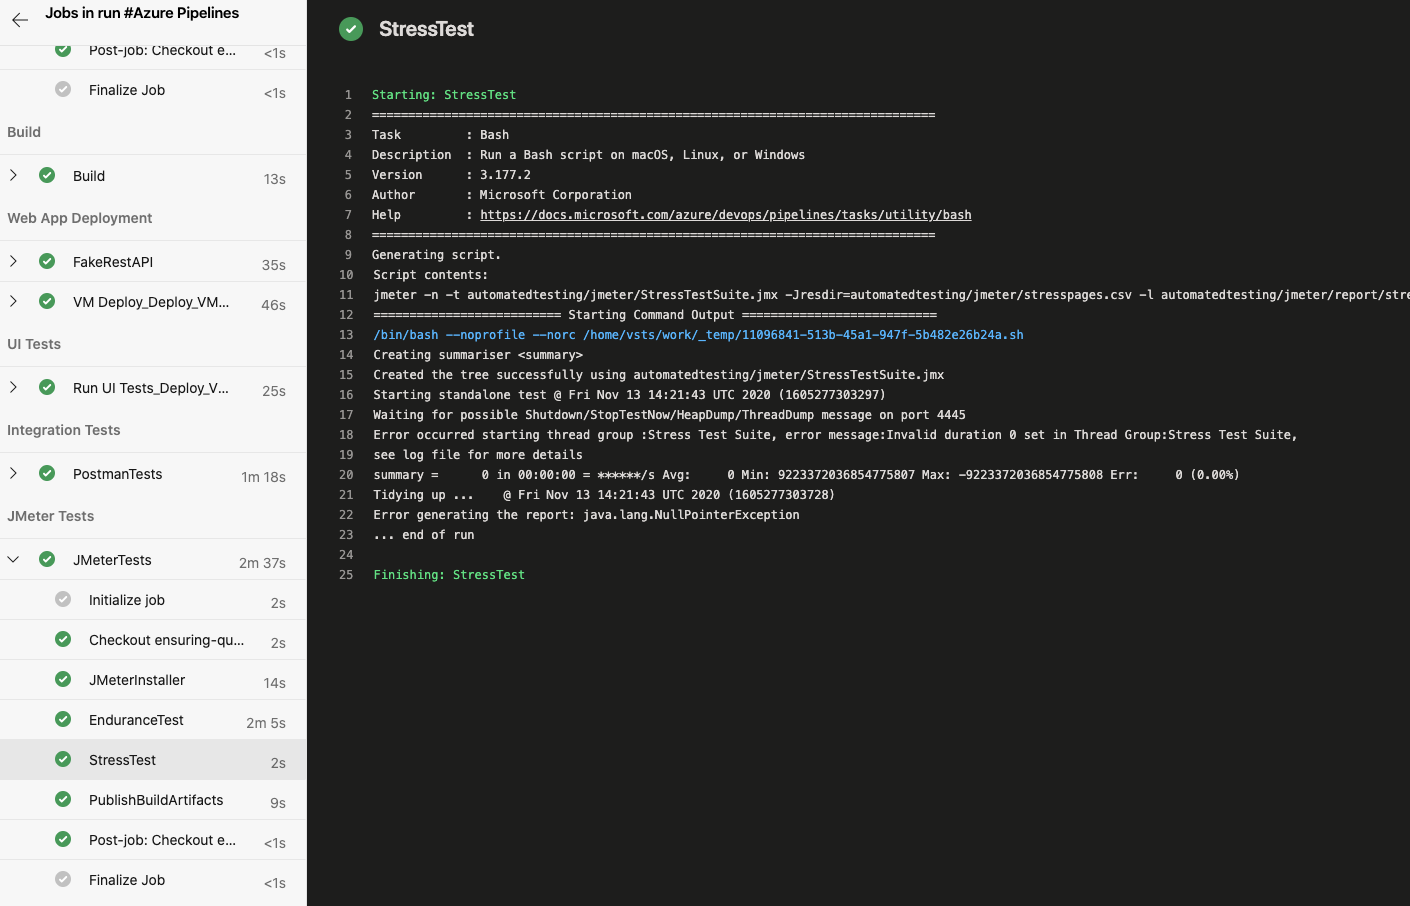 Jobs in run #Azure Pipelines
Post-job: Checkout e... <1s
Finalize Job <1s
Build
Build 13s
Web App Deployment
FakeRestAPI 35s
VM Deploy_Deploy_VM... 46s
UI Tests
Run UI Tests_Deploy_V... 25s
Integration Tests
PostmanTests 1m 18s
JMeter Tests
JMeterTests 2m 37s
Initialize job 2s
Checkout ensuring-qu... 2s
JMeterInstaller 14s
EnduranceTest 2m 5s
StressTest 2s
PublishBuildArtifacts 9s
Post-job: Checkout e... <1s
Finalize Job <1s
StressTest
1 Starting: StressTest
2 ==============================================================================
3 Task         : Bash
4 Description  : Run a Bash script on macOS, Linux, or Windows
5 Version      : 3.177.2
6 Author       : Microsoft Corporation
7 Help         : https://docs.microsoft.com/azure/devops/pipelines/tasks/utility/bash
8 ==============================================================================
9 Generating script.
10 Script contents:
11 jmeter -n -t automatedtesting/jmeter/StressTestSuite.jmx -Jresdir=automatedtesting/jmeter/stresspages.csv -l automatedtesting/jmeter/report/stre
12 ========================== Starting Command Output ===========================
13 /bin/bash --noprofile --norc /home/vsts/work/_temp/11096841-513b-45a1-947f-5b482e26b24a.sh
14 Creating summariser <summary>
15 Created the tree successfully using automatedtesting/jmeter/StressTestSuite.jmx
16 Starting standalone test @ Fri Nov 13 14:21:43 UTC 2020 (1605277303297)
17 Waiting for possible Shutdown/StopTestNow/HeapDump/ThreadDump message on port 4445
18 Error occurred starting thread group :Stress Test Suite, error message:Invalid duration 0 set in Thread Group:Stress Test Suite,
19 see log file for more details
20 summary =      0 in 00:00:00 = ******/s Avg:     0 Min: 9223372036854775807 Max: -9223372036854775808 Err:     0 (0.00%)
21 Tidying up ...    @ Fri Nov 13 14:21:43 UTC 2020 (1605277303728)
22 Error generating the report: java.lang.NullPointerException
23 ... end of run
24
25 Finishing: StressTest